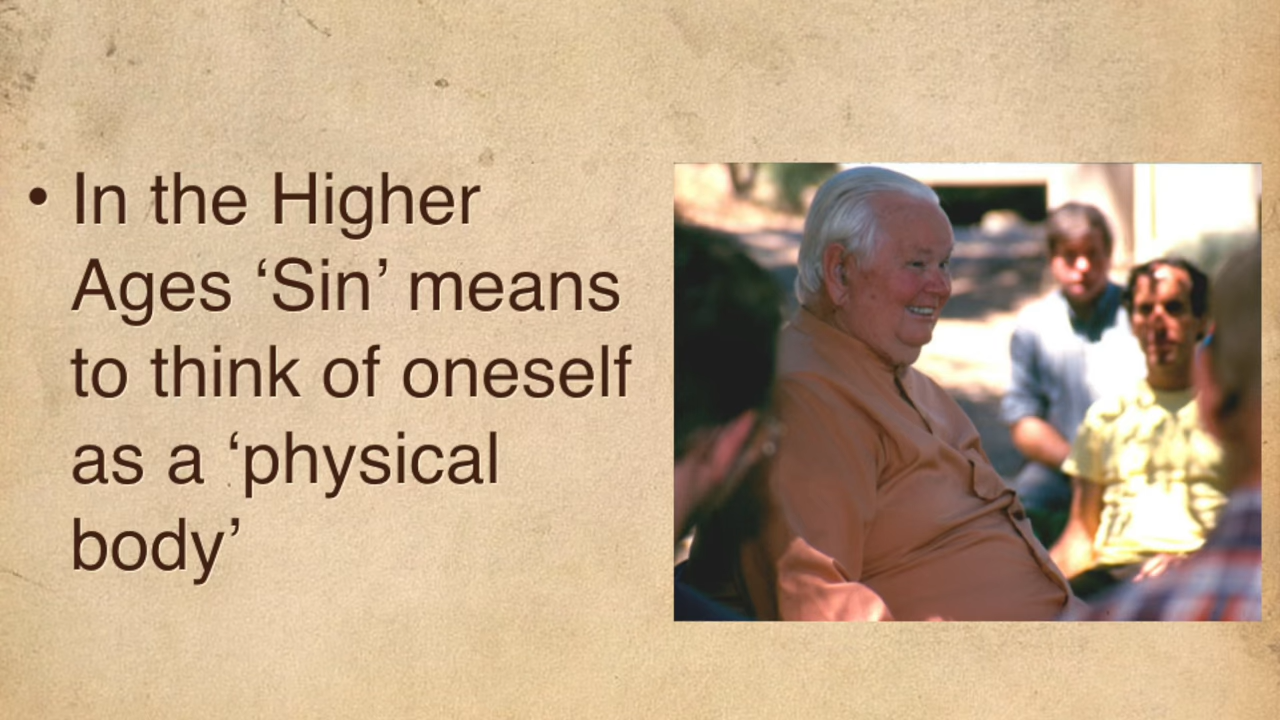 • In the Higher
Ages ‘Sin’ means
to think of oneself
as a ‘physical
body’